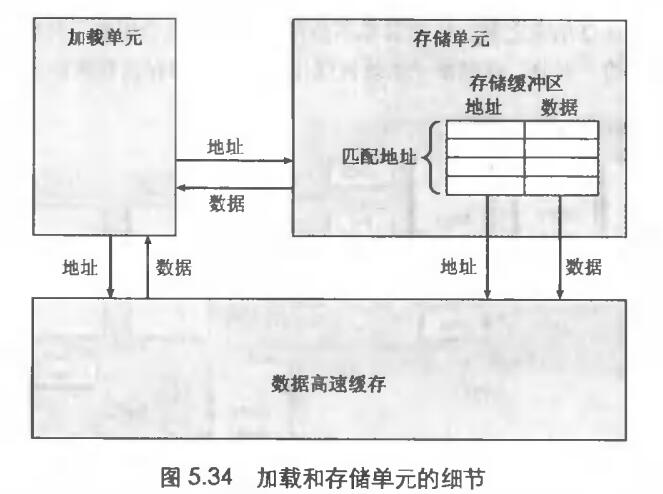 加载单元
存储单元
存储缓冲区
地址 数据
匹配地址
地址
数据
地址 数据
地址 数据
数据高速缓存
图 5.34 加载和存储单元的细节